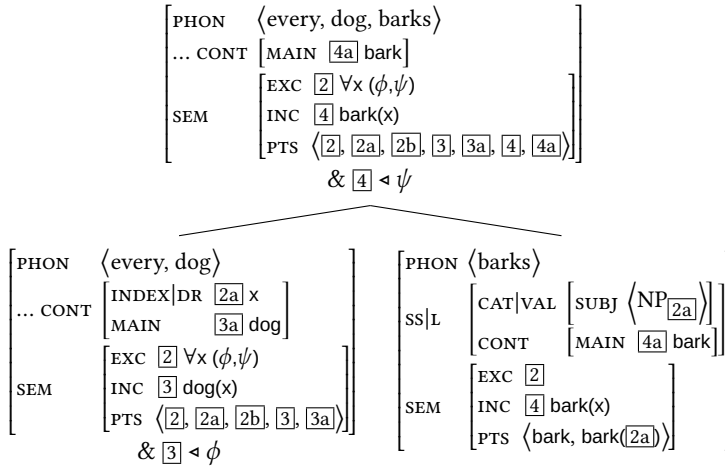 PHON ⟨every, dog, barks⟩
... CONT [MAIN 4a bark]
EXC 2 ∀x (ϕ,ψ)
SEM INC 4 bark(x)
PTS ⟨2, 2a, 2b, 3, 3a, 4, 4a⟩
& 4 ◁ ψ
PHON ⟨every, dog⟩
... CONT INDEX|DR 2a x
MAIN 3a dog
EXC 2 ∀x (ϕ,ψ)
SEM INC 3 dog(x)
PTS ⟨2, 2a, 2b, 3, 3a⟩
& 3 ◁ ϕ
PHON ⟨barks⟩
SS|L CAT|VAL [SUBJ ⟨NP 2a⟩]
CONT [MAIN 4a bark]
EXC 2
SEM INC 4 bark(x)
PTS ⟨bark, bark(2a)⟩